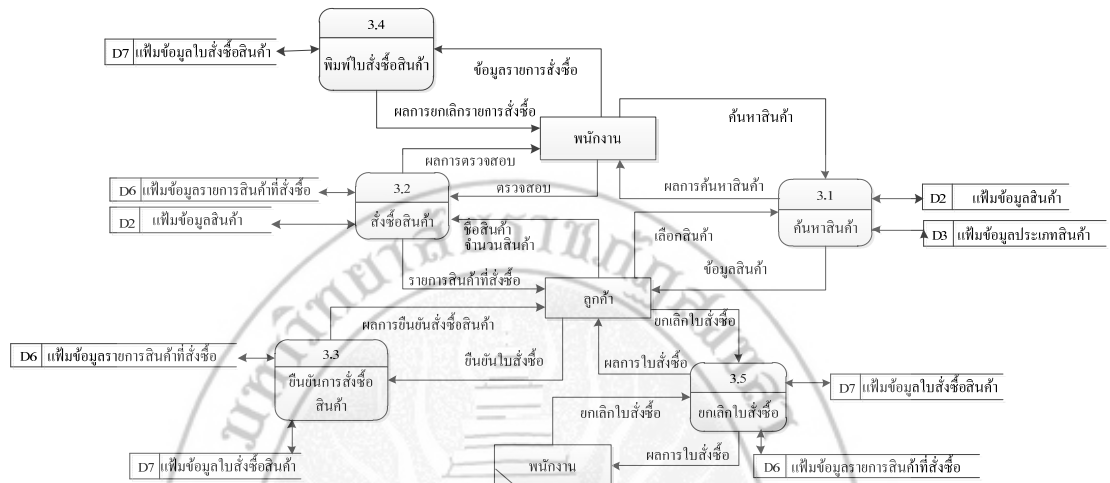 3.4
พิมพ์ใบสั่งซื้อสินค้า
D7 แฟ้มข้อมูลใบสั่งซื้อสินค้า
ข้อมูลรายการสั่งซื้อ
ผลการยกเลิกรายการสั่งซื้อ
ค้นหาสินค้า
พนักงาน
ผลการตรวจสอบ
ตรวจสอบ
ผลการค้นหาสินค้า
D6 แฟ้มข้อมูลรายการสินค้าที่สั่งซื้อ
D2 แฟ้มข้อมูลสินค้า
3.2
สั่งซื้อสินค้า
3.1
ค้นหาสินค้า
D2 แฟ้มข้อมูลสินค้า
D3 แฟ้มข้อมูลประเภทสินค้า
ชื่อสินค้า
จำนวนสินค้า
เลือกสินค้า
ข้อมูลสินค้า
รายการสินค้าที่สั่งซื้อ
ลูกค้า
ผลการยืนยันสั่งซื้อสินค้า
ยกเลิกใบสั่งซื้อ
D6 แฟ้มข้อมูลรายการสินค้าที่สั่งซื้อ
3.3
ยืนยันการสั่งซื้อ
สินค้า
ยืนยันใบสั่งซื้อ
ผลการใบสั่งซื้อ
3.5
ยกเลิกใบสั่งซื้อ
D7 แฟ้มข้อมูลใบสั่งซื้อสินค้า
ยกเลิกใบสั่งซื้อ
ผลการใบสั่งซื้อ
D7 แฟ้มข้อมูลใบสั่งซื้อสินค้า
พนักงาน
D6 แฟ้มข้อมูลรายการสินค้าที่สั่งซื้อ